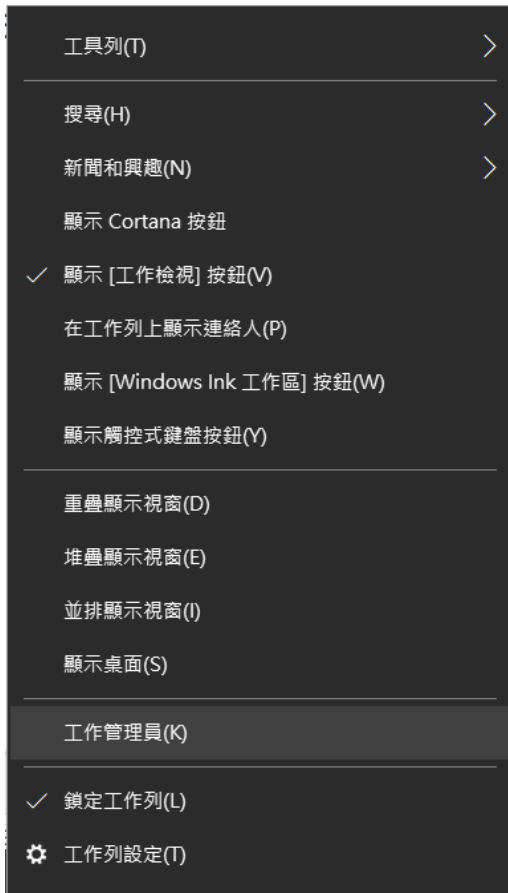 工具列(T)
搜尋(H)
新聞和興趣(N)
顯示 Cortana 按鈕
顯示 [工作檢視] 按鈕(V)
在工作列上顯示連絡人(P)
顯示 [Windows Ink 工作區] 按鈕(W)
顯示觸控式鍵盤按鈕(Y)
重疊顯示視窗(D)
堆疊顯示視窗(E)
並排顯示視窗(I)
顯示桌面(S)
工作管理員(K)
鎖定工作列(L)
工作列設定(T)